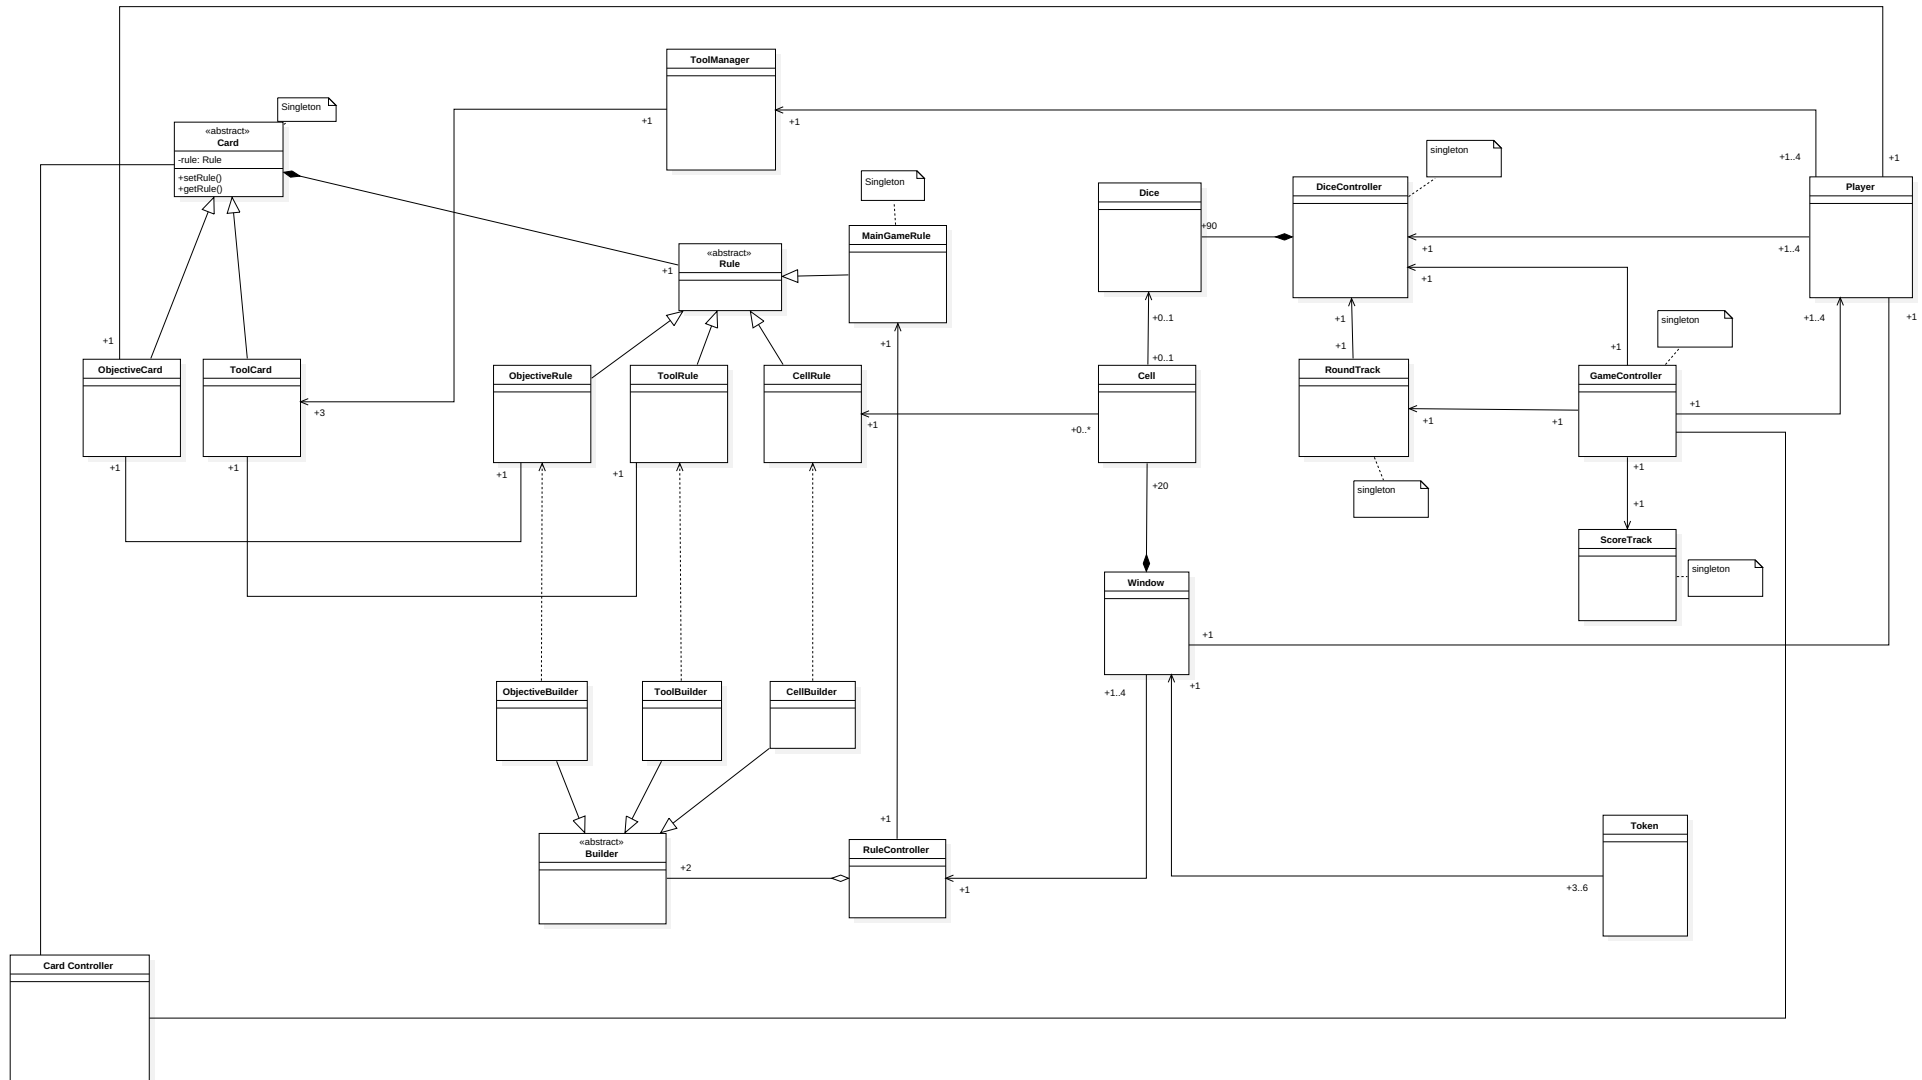 ToolManager
Singleton
«abstract»
Card
-rule: Rule
+setRule()
+getRule()
+1
+1
singleton
+1..4
+1
Singleton
Dice
DiceController
Player
+90
MainGameRule
«abstract»
Rule
+1
+1
+1..4
+1
+0..1
+1
singleton
+1..4
+1
+1
+1
+1
+1
+0..1
ObjectiveCard
ToolCard
ObjectiveRule
ToolRule
CellRule
Cell
RoundTrack
GameController
+3
+1
+1
+0..*
+1
+1
+1
+1
+1
+1
+1
+20
singleton
+1
ScoreTrack
singleton
Window
+1
ObjectiveBuilder
ToolBuilder
CellBuilder
+1..4
+1
+1
Token
«abstract»
Builder
RuleController
+2
+1
+3..6
Card Controller